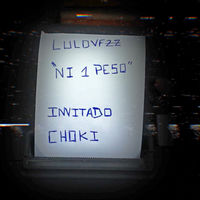 LULOVFZZ
"NI 1 PESO"
INVITADO
CHOKI